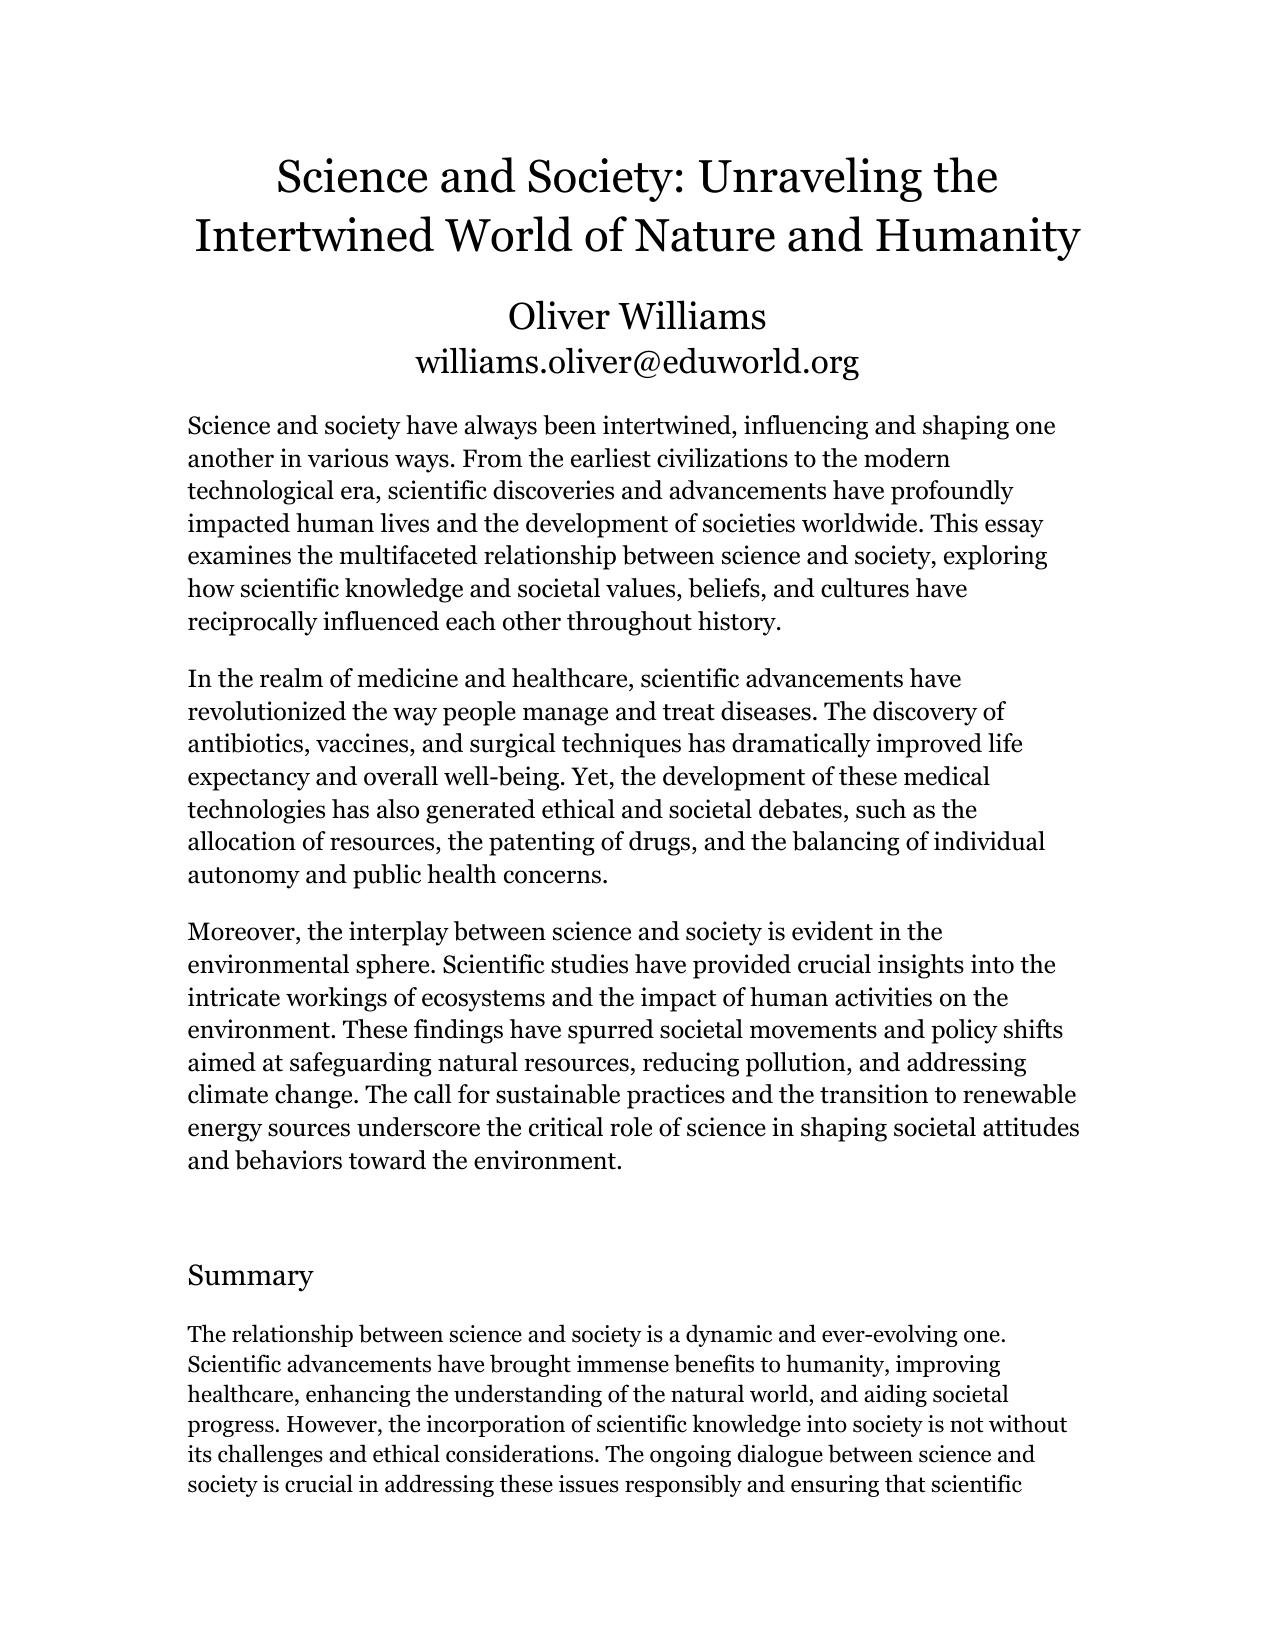 Science and Society: Unraveling the
Intertwined World of Nature and Humanity
Oliver Williams
williams.oliver@eduworld.org
Science and society have always been intertwined, influencing and shaping one
another in various ways. From the earliest civilizations to the modern
technological era, scientific discoveries and advancements have profoundly
impacted human lives and the development of societies worldwide. This essay
examines the multifaceted relationship between science and society, exploring
how scientific knowledge and societal values, beliefs, and cultures have
reciprocally influenced each other throughout history.
In the realm of medicine and healthcare, scientific advancements have
revolutionized the way people manage and treat diseases. The discovery of
antibiotics, vaccines, and surgical techniques has dramatically improved life
expectancy and overall well-being. Yet, the development of these medical
technologies has also generated ethical and societal debates, such as the
allocation of resources, the patenting of drugs, and the balancing of individual
autonomy and public health concerns.
Moreover, the interplay between science and society is evident in the
environmental sphere. Scientific studies have provided crucial insights into the
intricate workings of ecosystems and the impact of human activities on the
environment. These findings have spurred societal movements and policy shifts
aimed at safeguarding natural resources, reducing pollution, and addressing
climate change. The call for sustainable practices and the transition to renewable
energy sources underscore the critical role of science in shaping societal attitudes
and behaviors toward the environment.
Summary
The relationship between science and society is a dynamic and ever-evolving one.
Scientific advancements have brought immense benefits to humanity, improving
healthcare, enhancing the understanding of the natural world, and aiding societal
progress. However, the incorporation of scientific knowledge into society is not without
its challenges and ethical considerations. The ongoing dialogue between science and
society is crucial in addressing these issues responsibly and ensuring that scientific